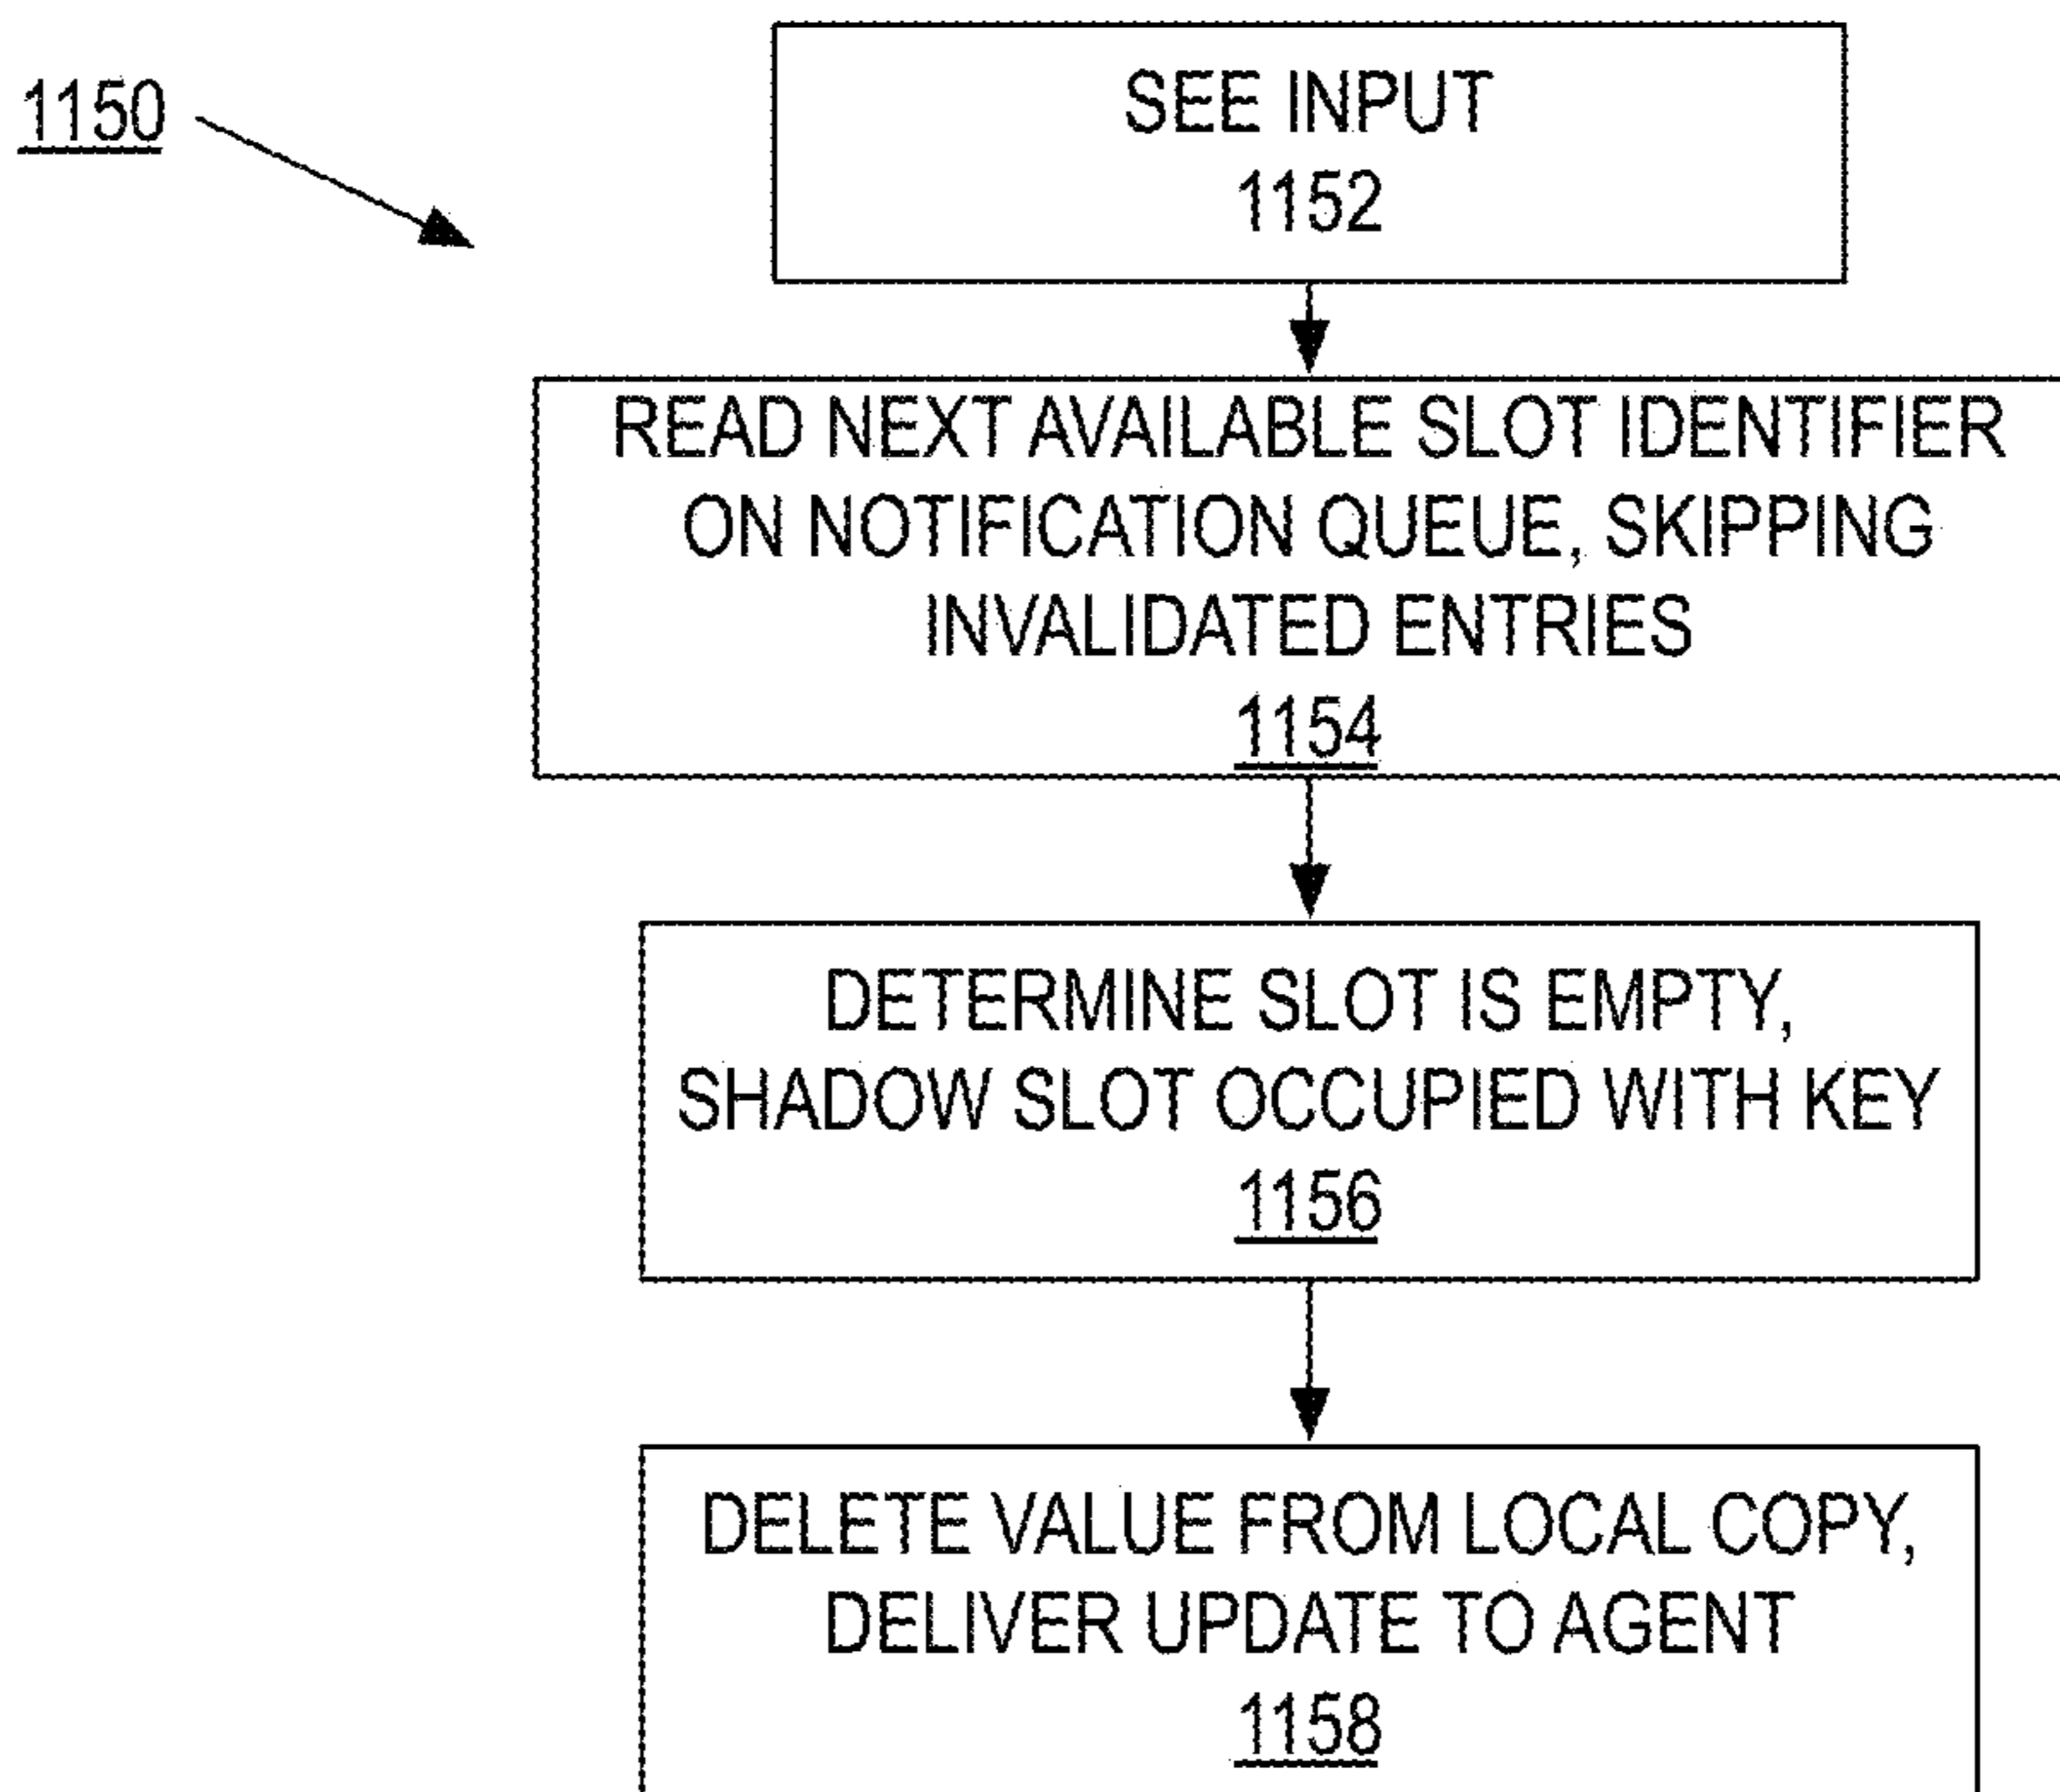 1150
SEE INPUT
1152
READ NEXT AVAILABLE SLOT IDENTIFIER
ON NOTIFICATION QUEUE, SKIPPING
INVALIDATED ENTRIES
1154
DETERMINE SLOT IS EMPTY,
SHADOW SLOT OCCUPIED WITH KEY
1156
DELETE VALUE FROM LOCAL COPY,
DELIVER UPDATE TO AGENT
1158